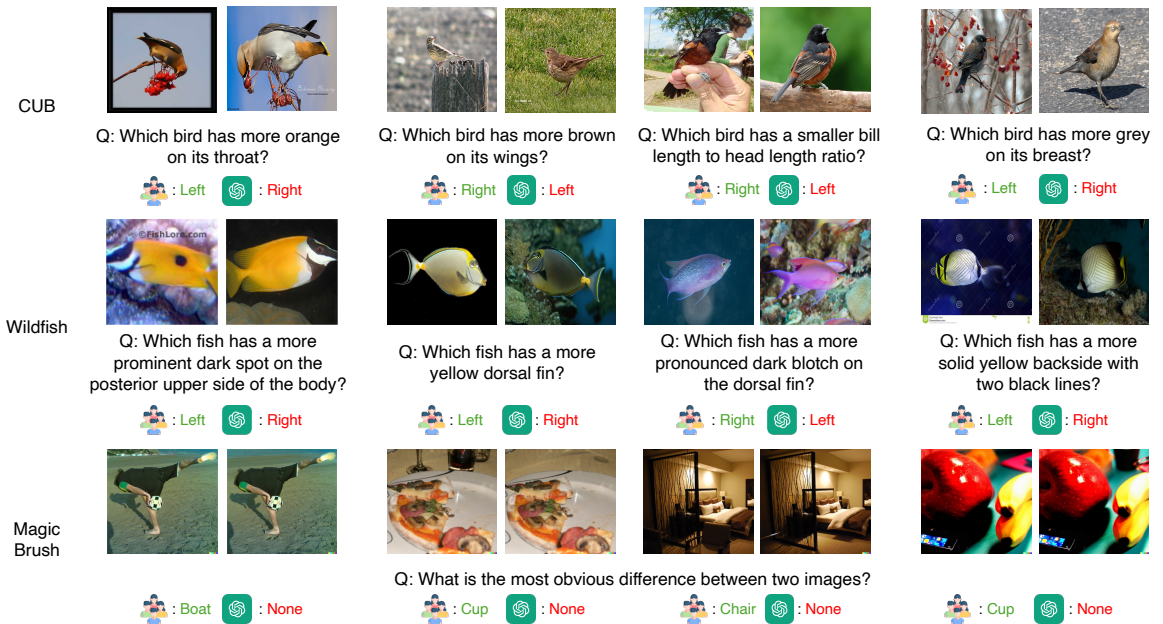 CUB
Q: Which bird has more orange
on its throat?
Q: Which bird has more brown
on its wings?
Q: Which bird has a smaller bill
length to head length ratio?
Q: Which bird has more grey
on its breast?
: Left : Right
: Right : Left
: Right : Left
: Left : Right
©FishLore.com
Wildfish
Q: Which fish has a more
prominent dark spot on the
posterior upper side of the body?
Q: Which fish has a more
yellow dorsal fin?
Q: Which fish has a more
pronounced dark blotch on
the dorsal fin?
Q: Which fish has a more
solid yellow backside with
two black lines?
: Left : Right
: Left : Right
: Right : Left
: Left : Right
Magic
Brush
Q: What is the most obvious difference between two images?
: Boat : None
: Cup : None
: Chair : None
: Cup : None